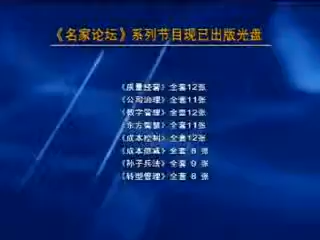 《名家论坛》系列节目现已出版光盘
《质量经营》全套12张
《公司治理》全套11张
《数字管理》全套12张
《东方智慧》全套11张
《成本控制》全套12张
《成本倍减》全套 8 张
《孙子兵法》全套 9 张
《转型管理》全套 8 张